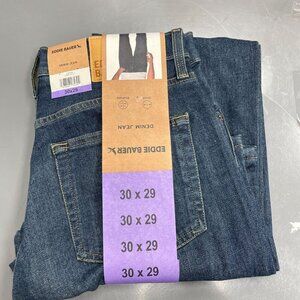 EDDIE BAUER
DENIM JEAN
30x29
DENIM JEAN
EDDIE BAUER
30 x 29
30 x 29
30 x 29
30 x 29